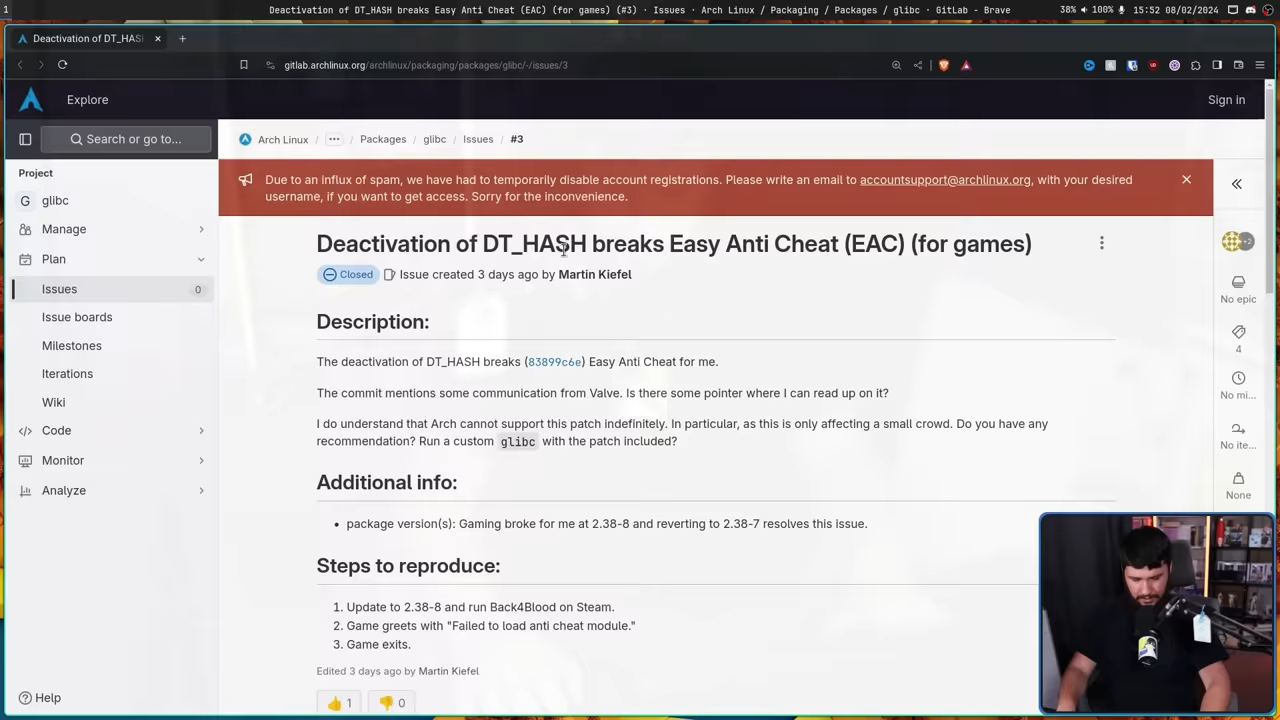 1
Deactivation of DT_HASH breaks Easy Anti Cheat (EAC) (for games) (#3) · Issues · Arch Linux / Packaging / Packages / glibc · GitLab - Brave
38% 100% 15:52 08/02/2024
Deactivation of DT_HAS
gitlab.archlinux.org/archlinux/packaging/packages/glibc/-/issues/3
Explore
Sign in
Search or go to...
Arch Linux / ... / Packages / glibc / Issues / #3
Project
G glibc
Manage
Plan
Issues 0
Issue boards
Milestones
Iterations
Wiki
Code
Monitor
Analyze
Help
Due to an influx of spam, we have had to temporarily disable account registrations. Please write an email to accountsupport@archlinux.org, with your desired
username, if you want to get access. Sorry for the inconvenience.
Deactivation of DT_HASH breaks Easy Anti Cheat (EAC) (for games)
Closed Issue created 3 days ago by Martin Kiefel
Description:
The deactivation of DT_HASH breaks (83899c6e) Easy Anti Cheat for me.
The commit mentions some communication from Valve. Is there some pointer where I can read up on it?
I do understand that Arch cannot support this patch indefinitely. In particular, as this is only affecting a small crowd. Do you have any
recommendation? Run a custom glibc with the patch included?
Additional info:
• package version(s): Gaming broke for me at 2.38-8 and reverting to 2.38-7 resolves this issue.
Steps to reproduce:
1. Update to 2.38-8 and run Back4Blood on Steam.
2. Game greets with "Failed to load anti cheat module."
3. Game exits.
Edited 3 days ago by Martin Kiefel
👍 1 👎 0
+2
No epic
4
No mi...
No ite...
None